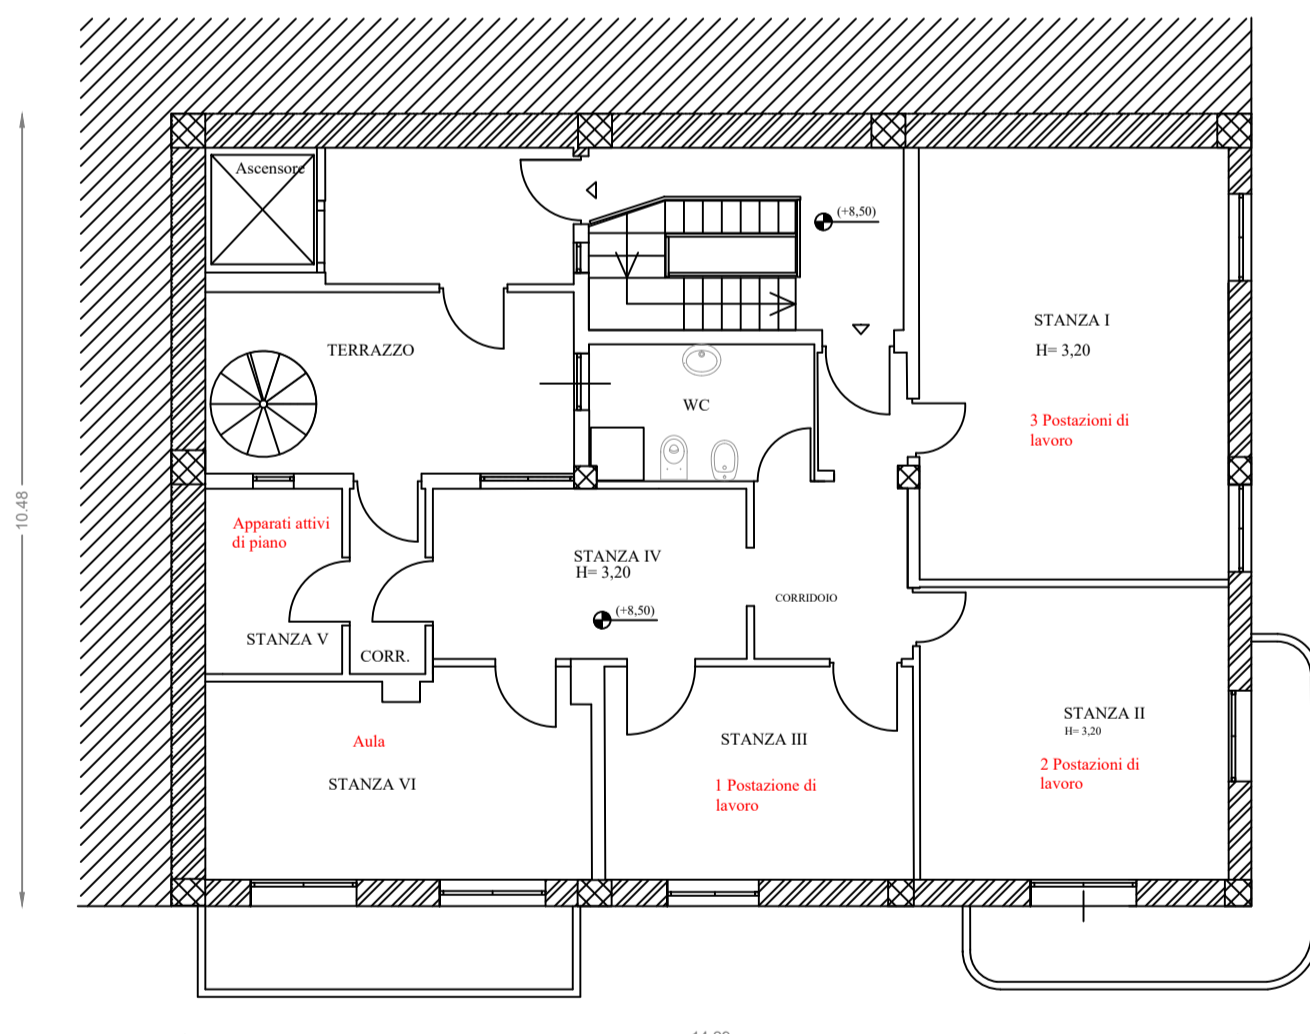 Ascensore
(+8,50)
STANZA I
H= 3,20
TERRAZZO
WC
3 Postazioni di
lavoro
10.48
Apparati attivi
di piano
STANZA IV
H= 3,20
CORRIDOIO
(+8,50)
STANZA V
CORR.
STANZA II
H= 3,20
Aula
STANZA III
2 Postazioni di
lavoro
STANZA VI
1 Postazione di
lavoro